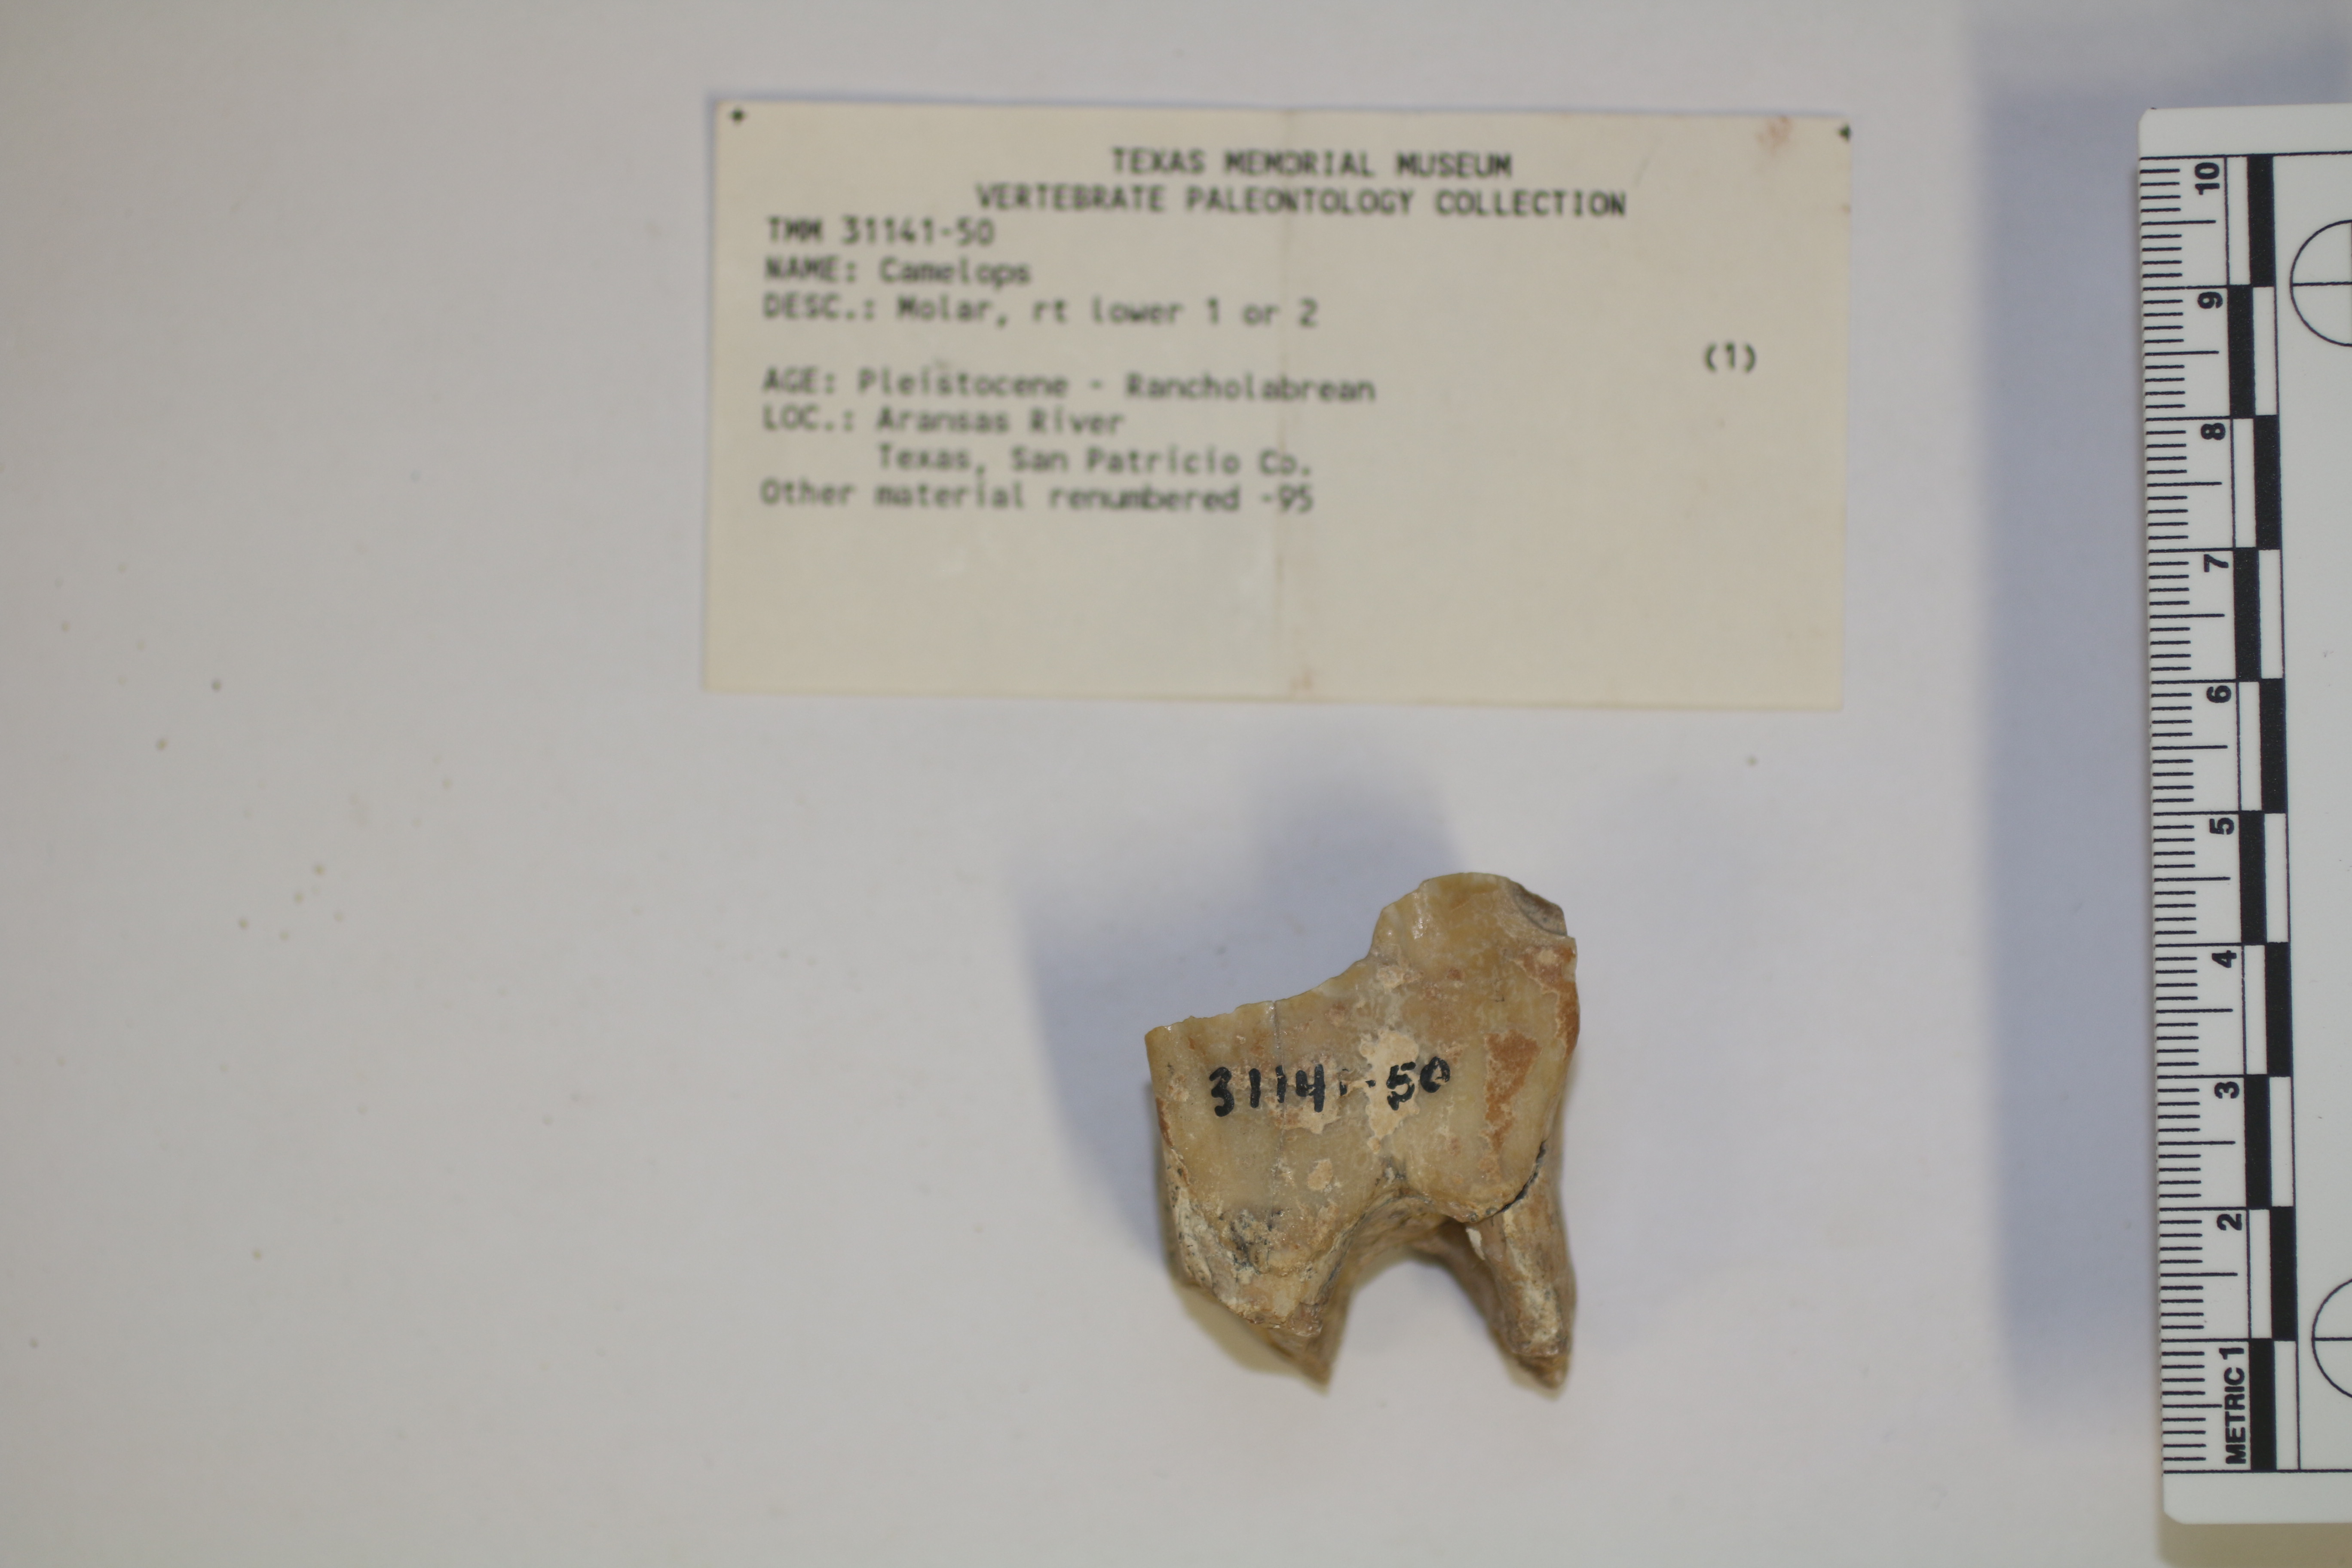 TEXAS MEMORIAL MUSEUM
VERTEBRATE PALEONTOLOGY COLLECTION
TMM 31141-50
NAME: Camelops
DESC.: Molar, rt lower 1 or 2
(1)
AGE: Pleistocene - Rancholabrean
LOC.: Aransas River
Texas, San Patricio Co.
Other material renumbered -95
31141-50
10
9
8
7
6
5
4
3
2
METRIC 1